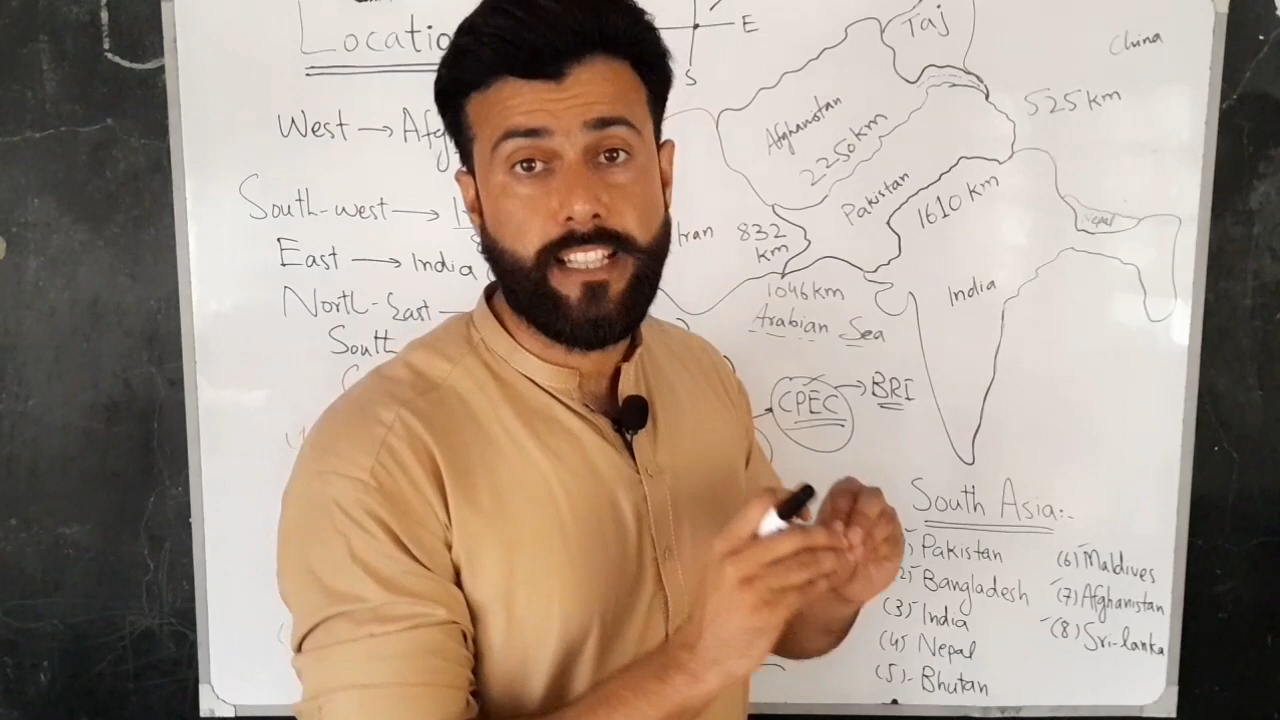 Location
E
S
Taj
China
525 km
West → Afg
Afghanistan
2250 km
South-west →
Pakistan
1610 km
Nepal
Iran 832
km
East → India
India
North-East
1046 km
Arabian Sea
South
CPEC → BRI
South Asia:-
Pakistan
Bangladesh
(3) India
(4) Nepal
(5)- Bhutan
(6) Maldives
(7) Afghanistan
(8) Sri-lanka